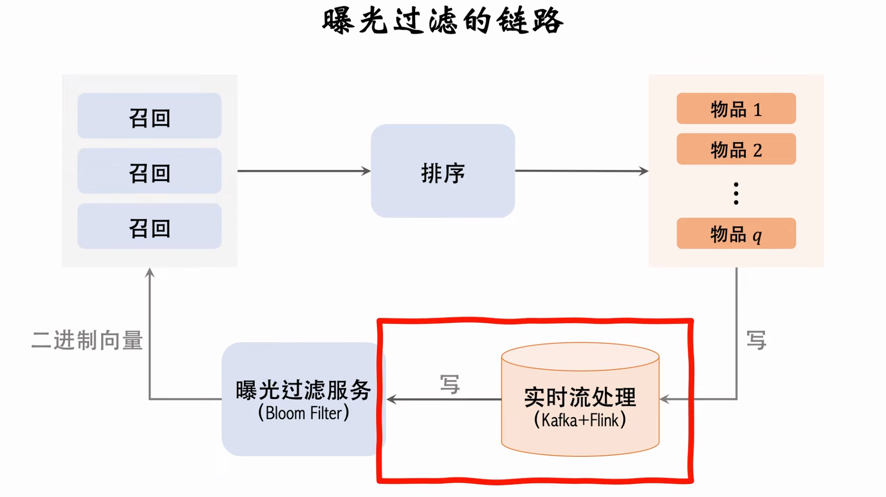 曝光过滤的链路
召回
召回
召回
排序
物品 1
物品 2
⋮
物品 q
二进制向量
曝光过滤服务
(Bloom Filter)
写
实时流处理
(Kafka+Flink)
写